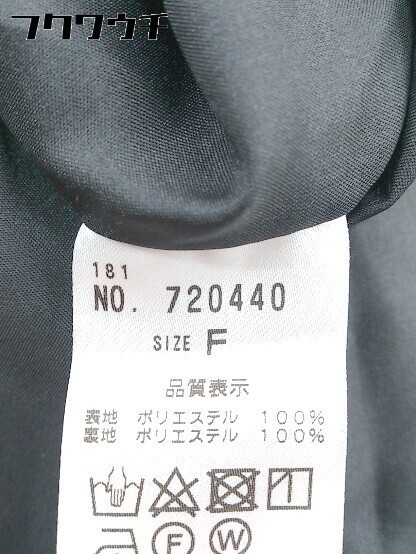 フクワウチ
181
NO. 720440
SIZE F
品質表示
表地 ポリエステル 100%
裏地 ポリエステル 100%
F W